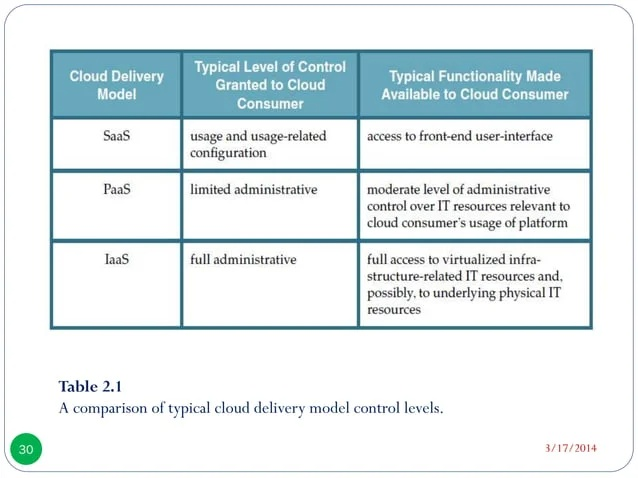 Cloud Delivery
Model
Typical Level of Control
Granted to Cloud
Consumer
Typical Functionality Made
Available to Cloud Consumer
SaaS
usage and usage-related
configuration
access to front-end user-interface
PaaS
limited administrative
moderate level of administrative
control over IT resources relevant to
cloud consumer's usage of platform
IaaS
full administrative
full access to virtualized infra-
structure-related IT resources and,
possibly, to underlying physical IT
resources
Table 2.1
A comparison of typical cloud delivery model control levels.
30
/17/2014